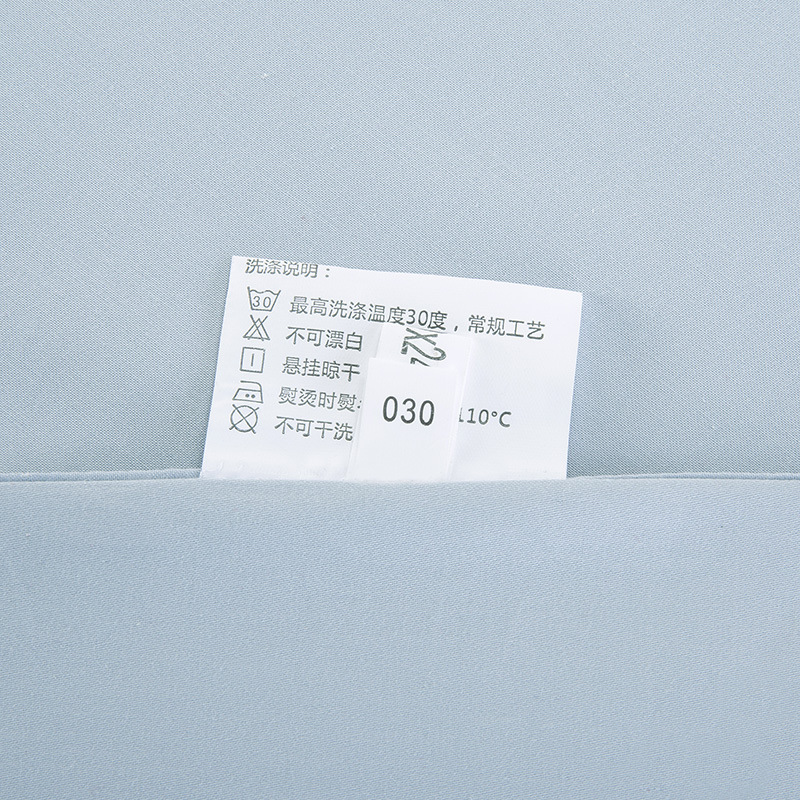 洗涤说明：
30 最高洗涤温度30度，常规工艺
不可漂白
悬挂晾干
熨烫时熨 110°C
不可干洗
030